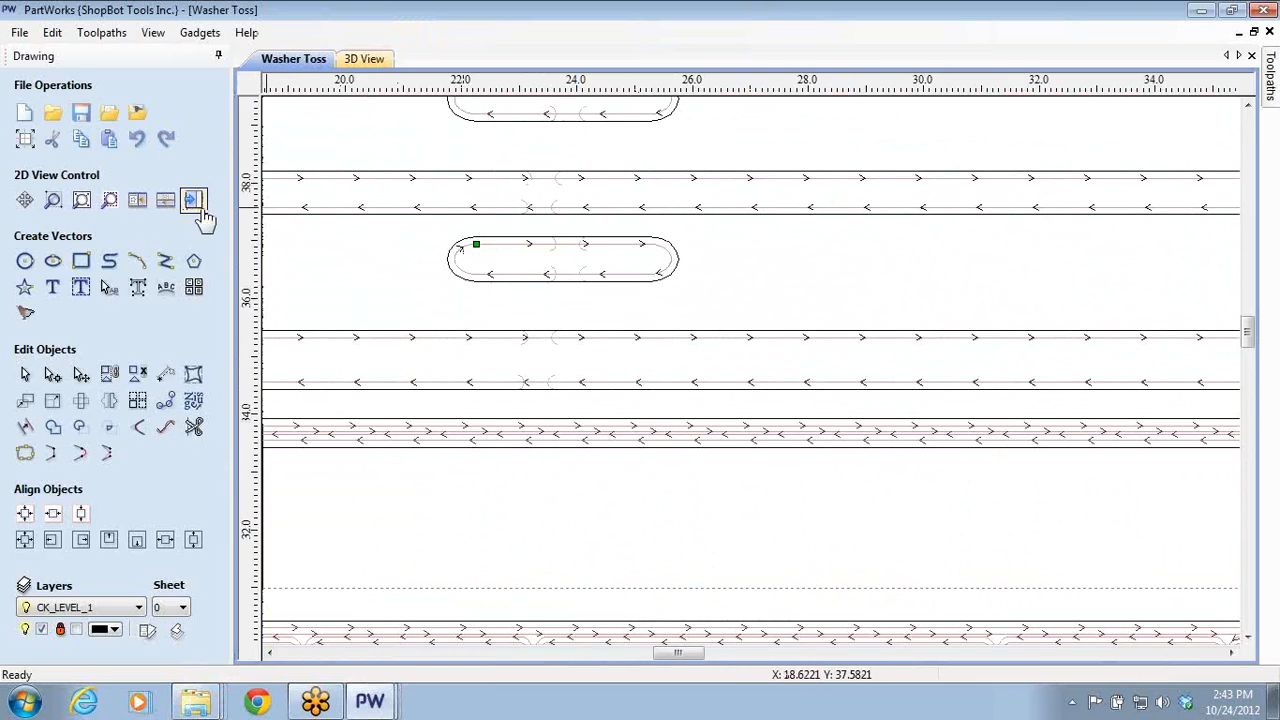 PW PartWorks {ShopBot Tools Inc.} - [Washer Toss]
File Edit Toolpaths View Gadgets Help
Drawing
Washer Toss 3D View
Toolpaths
File Operations
2D View Control
Create Vectors
Edit Objects
Align Objects
Layers Sheet
CK_LEVEL_1 0
20.0 22.0 24.0 26.0 28.0 30.0 32.0 34.0
38.0
36.0
34.0
32.0
Ready X: 18.6221 Y: 37.5821
PW
2:43 PM
10/24/2012